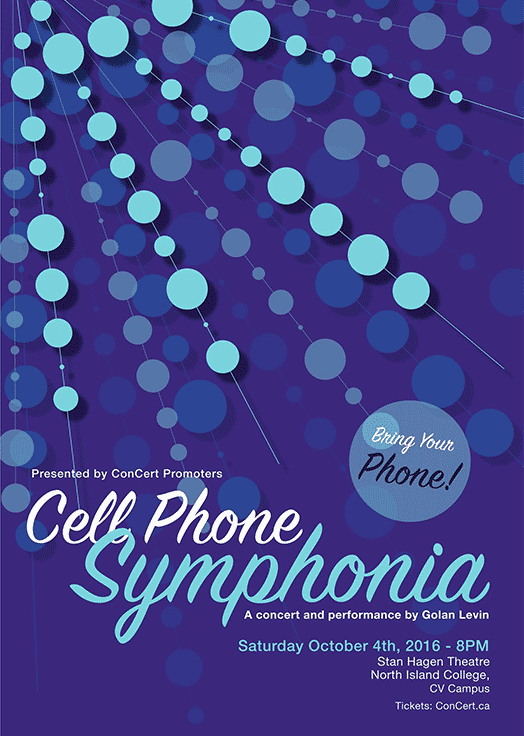 Bring Your
Phone!
Presented by ConCert Promoters
Cell Phone
Symphonia
A concert and performance by Golan Levin
Saturday October 4th, 2016 - 8PM
Stan Hagen Theatre
North Island College,
CV Campus
Tickets: ConCert.ca